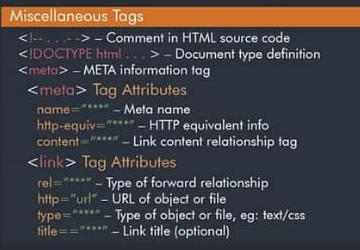 Miscellaneous Tags
<!-- . . . -- > – Comment in HTML source code
<!DOCTYPE html . . . > – Document type definition
<meta> – META information tag
<meta> Tag Attributes
name="***" – Meta name
http-equiv="***" – HTTP equivalent info
content="***" – Link content relationship tag
<link> Tag Attributes
rel="***" – Type of forward relationship
http="url" – URL of object or file
type="***" – Type of object or file, eg: text/css
title=="***" – Link title (optional)